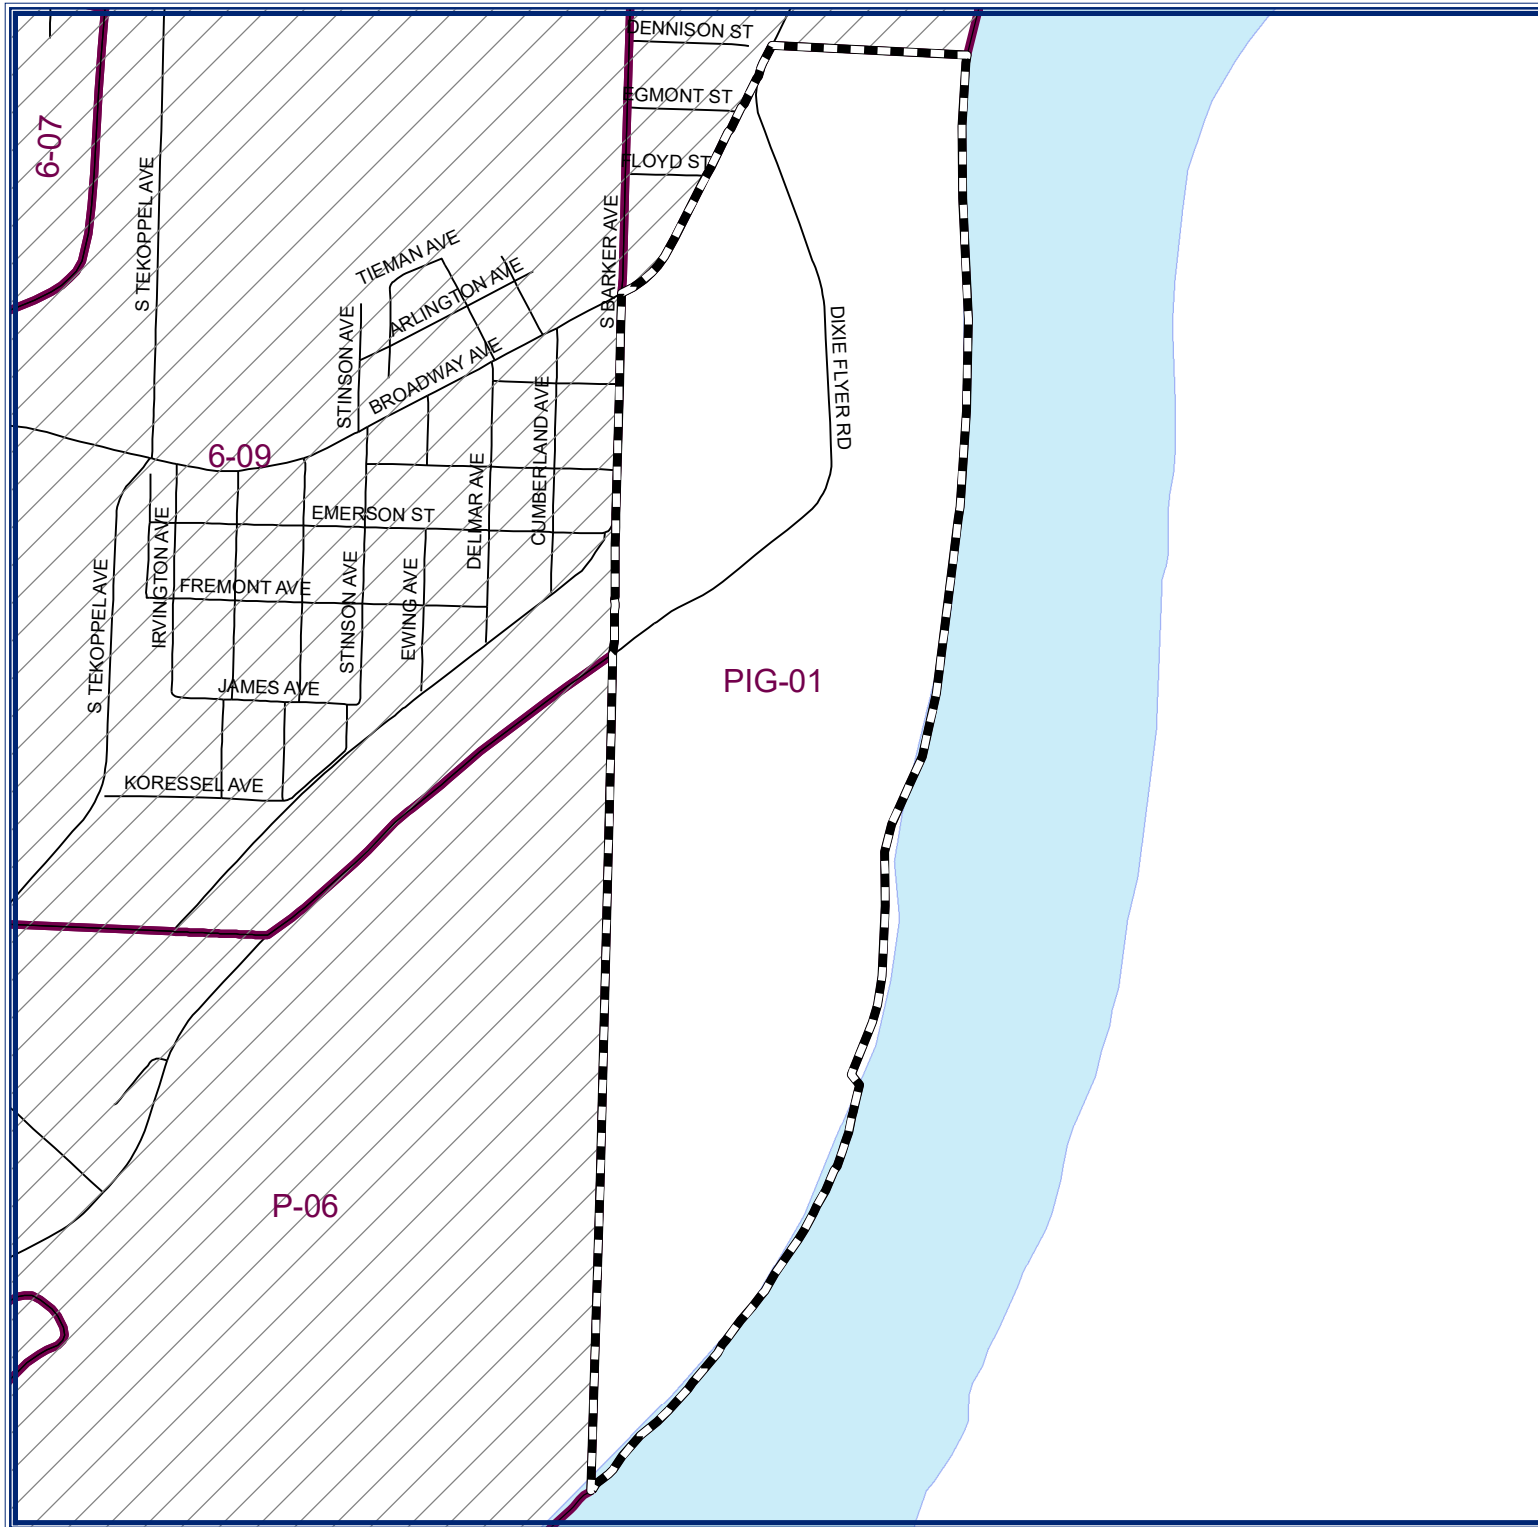 DENNISON ST
EGMONT ST
6-07
FLOYD ST
S TEKOPPEL AVE
S BARKER AVE
TIEMAN AVE
ARLINGTON AVE
STINSON AVE
BROADWAY AVE
DIXIE FLYER RD
CUMBERLAND AVE
6-09
DELMAR AVE
EMERSON ST
IRVINGTON AVE
STINSON AVE
EWING AVE
S TEKOPPEL AVE
FREMONT AVE
JAMES AVE
PIG-01
KORESSEL AVE
P-06